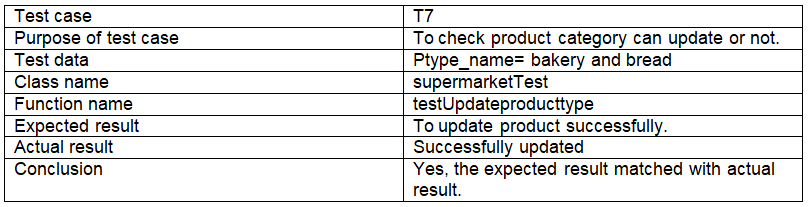 Test case T7
Purpose of test case To check product category can update or not.
Test data Ptype_name= bakery and bread
Class name supermarketTest
Function name testUpdateproducttype
Expected result To update product successfully.
Actual result Successfully updated
Conclusion Yes, the expected result matched with actual
result.